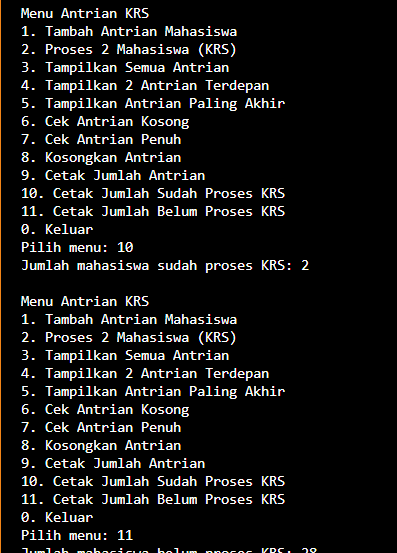 Menu Antrian KRS
1. Tambah Antrian Mahasiswa
2. Proses 2 Mahasiswa (KRS)
3. Tampilkan Semua Antrian
4. Tampilkan 2 Antrian Terdepan
5. Tampilkan Antrian Paling Akhir
6. Cek Antrian Kosong
7. Cek Antrian Penuh
8. Kosongkan Antrian
9. Cetak Jumlah Antrian
10. Cetak Jumlah Sudah Proses KRS
11. Cetak Jumlah Belum Proses KRS
0. Keluar
Pilih menu: 10
Jumlah mahasiswa sudah proses KRS: 2
Menu Antrian KRS
1. Tambah Antrian Mahasiswa
2. Proses 2 Mahasiswa (KRS)
3. Tampilkan Semua Antrian
4. Tampilkan 2 Antrian Terdepan
5. Tampilkan Antrian Paling Akhir
6. Cek Antrian Kosong
7. Cek Antrian Penuh
8. Kosongkan Antrian
9. Cetak Jumlah Antrian
10. Cetak Jumlah Sudah Proses KRS
11. Cetak Jumlah Belum Proses KRS
0. Keluar
Pilih menu: 11
Jumlah mahasiswa belum proses KRS: 28